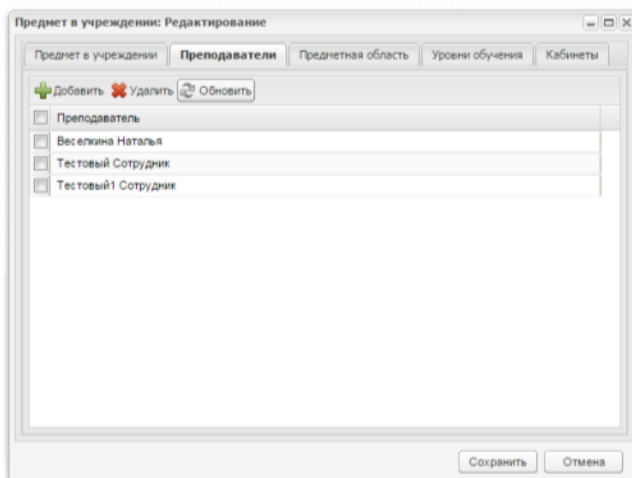 Предмет в учреждении: Редактирование
Предмет в учреждении Преподаватели Предметная область Уровни обучения Кабинеты
Добавить Удалить Обновить
Преподаватель
Веселкина Наталья
Тестовый Сотрудник
Тестовый1 Сотрудник
Сохранить Отмена